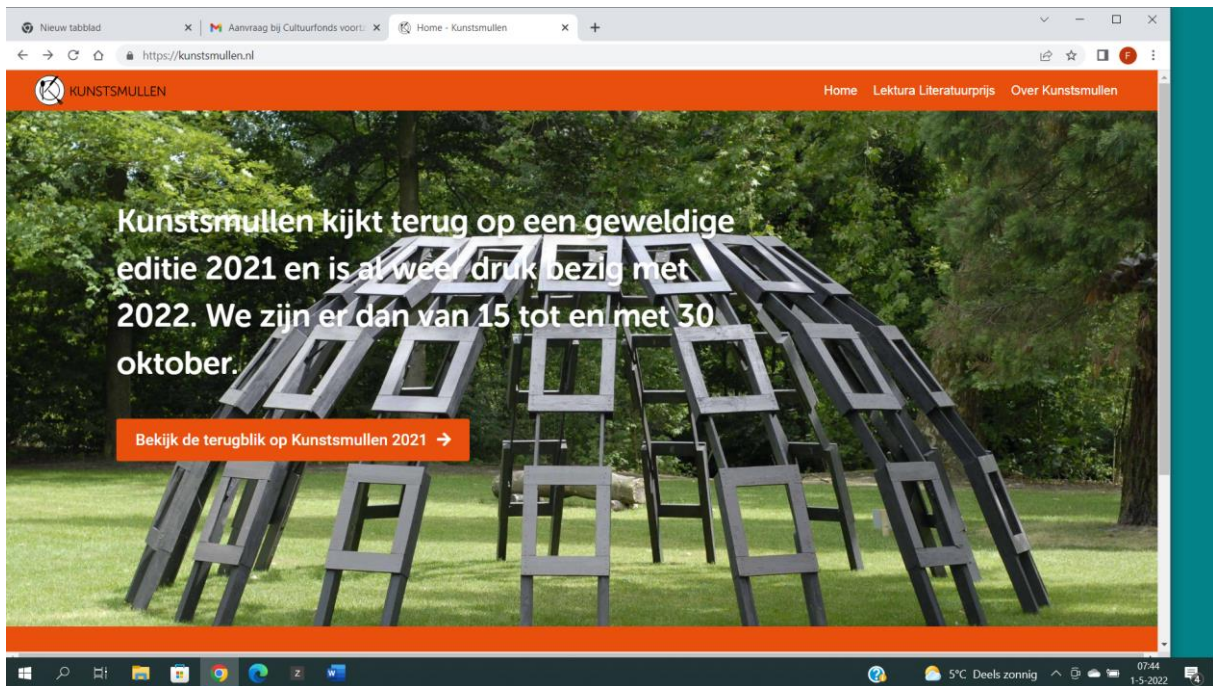 Nieuw tabblad
Aanvraag bij Cultuurfonds voort
Home - Kunstsmullen
https://kunstsmullen.nl
F
KUNSTSMULLEN
Home Lektura Literatuurprijs Over Kunstsmullen
Kunstsmullen kijkt terug op een geweldige
editie 2021 en is al weer druk bezig met
2022. We zijn er dan van 15 tot en met 30
oktober.
Bekijk de terugblik op Kunstsmullen 2021 →
Z
W
5°C Deels zonnig
07:44
1-5-2022
4